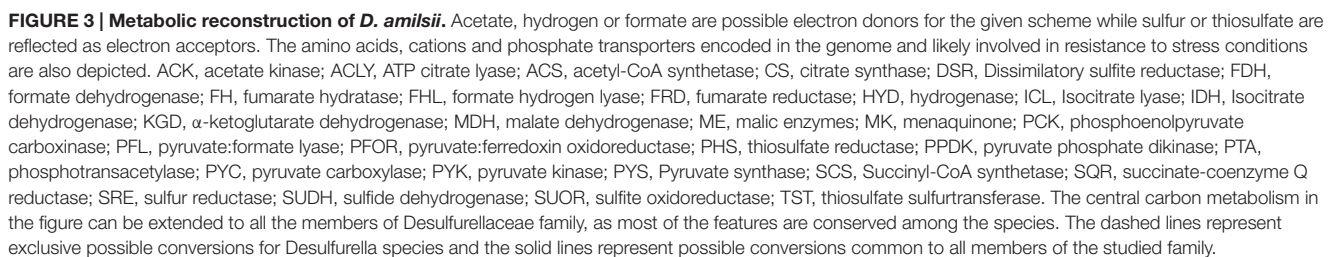 FIGURE 3 | Metabolic reconstruction of D. amilsii. Acetate, hydrogen or formate are possible electron donors for the given scheme while sulfur or thiosulfate are
reflected as electron acceptors. The amino acids, cations and phosphate transporters encoded in the genome and likely involved in resistance to stress conditions
are also depicted. ACK, acetate kinase; ACLY, ATP citrate lyase; ACS, acetyl-CoA synthetase; CS, citrate synthase; DSR, Dissimilatory sulfite reductase; FDH,
formate dehydrogenase; FH, fumarate hydratase; FHL, formate hydrogen lyase; FRD, fumarate reductase; HYD, hydrogenase; ICL, Isocitrate lyase; IDH, Isocitrate
dehydrogenase; KGD, α-ketoglutarate dehydrogenase; MDH, malate dehydrogenase; ME, malic enzymes; MK, menaquinone; PCK, phosphoenolpyruvate
carboxinase; PFL, pyruvate:formate lyase; PFOR, pyruvate:ferredoxin oxidoreductase; PHS, thiosulfate reductase; PPDK, pyruvate phosphate dikinase; PTA,
phosphotransacetylase; PYC, pyruvate carboxylase; PYK, pyruvate kinase; PYS, Pyruvate synthase; SCS, Succinyl-CoA synthetase; SQR, succinate-coenzyme Q
reductase; SRE, sulfur reductase; SUDH, sulfide dehydrogenase; SUOR, sulfite oxidoreductase; TST, thiosulfate sulfurtransferase. The central carbon metabolism in
the figure can be extended to all the members of Desulfurellaceae family, as most of the features are conserved among the species. The dashed lines represent
exclusive possible conversions for Desulfurella species and the solid lines represent possible conversions common to all members of the studied family.